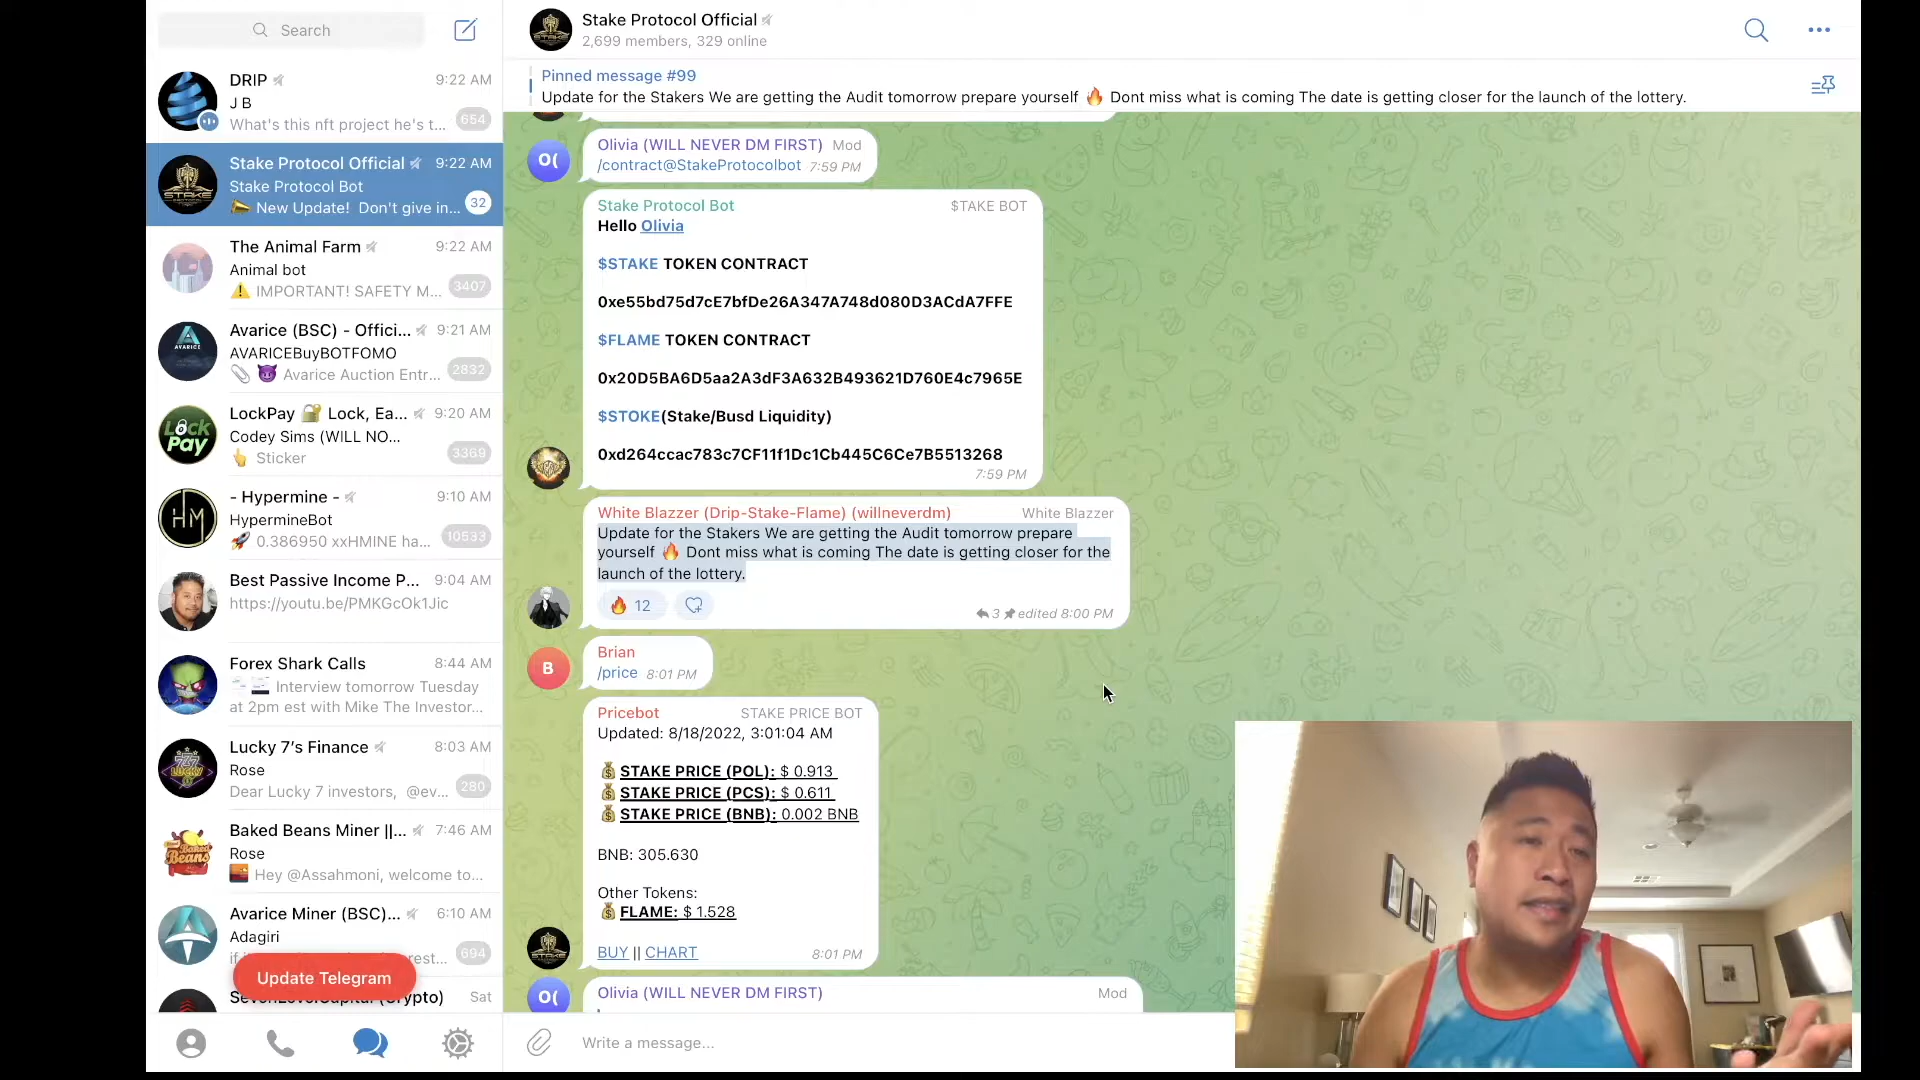 Search
DRIP
9:22 AM
J B
What's this nft project he's t...
654
Stake Protocol Official
9:22 AM
Stake Protocol Bot
New Update! Don't give in...
32
The Animal Farm
9:22 AM
Animal bot
⚠️ IMPORTANT! SAFETY M...
3407
Avarice (BSC) - Offici...
9:21 AM
AVARICEBuyBOTFOMO
Avarice Auction Entr...
2832
LockPay 🔐 Lock, Ea...
9:20 AM
Codey Sims (WILL NO...
👆 Sticker
3369
- Hypermine -
9:10 AM
HypermineBot
🚀 0.386950 xxHMINE ha...
10533
Best Passive Income P...
9:04 AM
https://youtu.be/PMKGcOk1Jic
Forex Shark Calls
8:44 AM
Interview tomorrow Tuesday
at 2pm est with Mike The Investor...
Lucky 7's Finance
8:03 AM
Rose
Dear Lucky 7 investors, @ev...
280
Baked Beans Miner ||...
7:46 AM
Rose
Hey @Assahmoni, welcome to...
Avarice Miner (BSC)...
6:10 AM
Adagiri
694
Update Telegram
Sat
Stake Protocol Official
2,699 members, 329 online
Pinned message #99
Update for the Stakers We are getting the Audit tomorrow prepare yourself 🔥 Dont miss what is coming The date is getting closer for the launch of the lottery.
Olivia (WILL NEVER DM FIRST) Mod
/contract@StakeProtocolbot 7:59 PM
Stake Protocol Bot $TAKE BOT
Hello Olivia
$STAKE TOKEN CONTRACT
0xe55bd75d7cE7bfDe26A347A748d080D3ACdA7FFE
$FLAME TOKEN CONTRACT
0x20D5BA6D5aa2A3dF3A632B493621D760E4c7965E
$STOKE(Stake/Busd Liquidity)
0xd264ccac783c7CF11f1Dc1Cb445C6Ce7B5513268
7:59 PM
White Blazzer (Drip-Stake-Flame) (willneverdm) White Blazzer
Update for the Stakers We are getting the Audit tomorrow prepare
yourself 🔥 Dont miss what is coming The date is getting closer for the
launch of the lottery.
🔥 12
3 edited 8:00 PM
Brian
/price 8:01 PM
Pricebot STAKE PRICE BOT
Updated: 8/18/2022, 3:01:04 AM
💰 STAKE PRICE (POL): $ 0.913
💰 STAKE PRICE (PCS): $ 0.611
💰 STAKE PRICE (BNB): 0.002 BNB
BNB: 305.630
Other Tokens:
💰 FLAME: $ 1.528
BUY || CHART 8:01 PM
Olivia (WILL NEVER DM FIRST) Mod
Write a message...